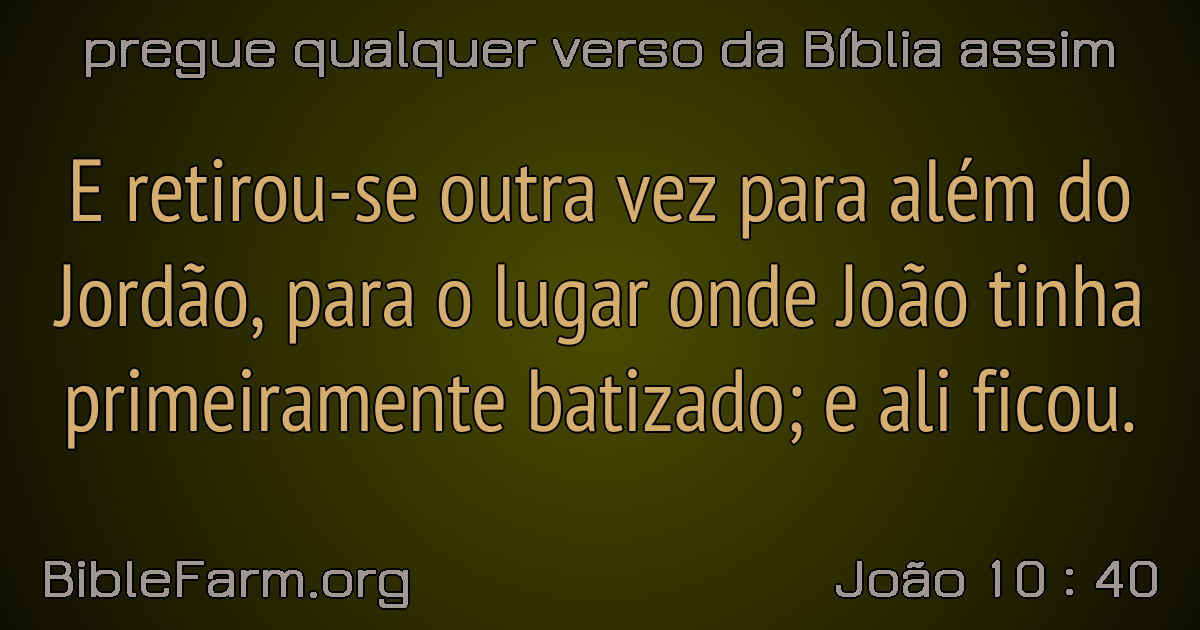 pregue qualquer verso da Bíblia assim
E retirou-se outra vez para além do
Jordão, para o lugar onde João tinha
primeiramente batizado; e ali ficou.
BibleFarm.org
João 10 : 40